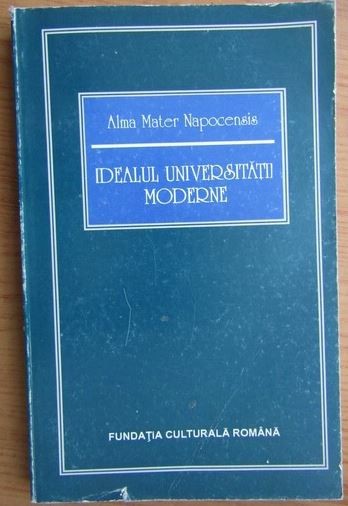 Alma Mater Napocensis
IDEALUL UNIVERSITĂȚII
MODERNE
FUNDAȚIA CULTURALĂ ROMÂNĂ